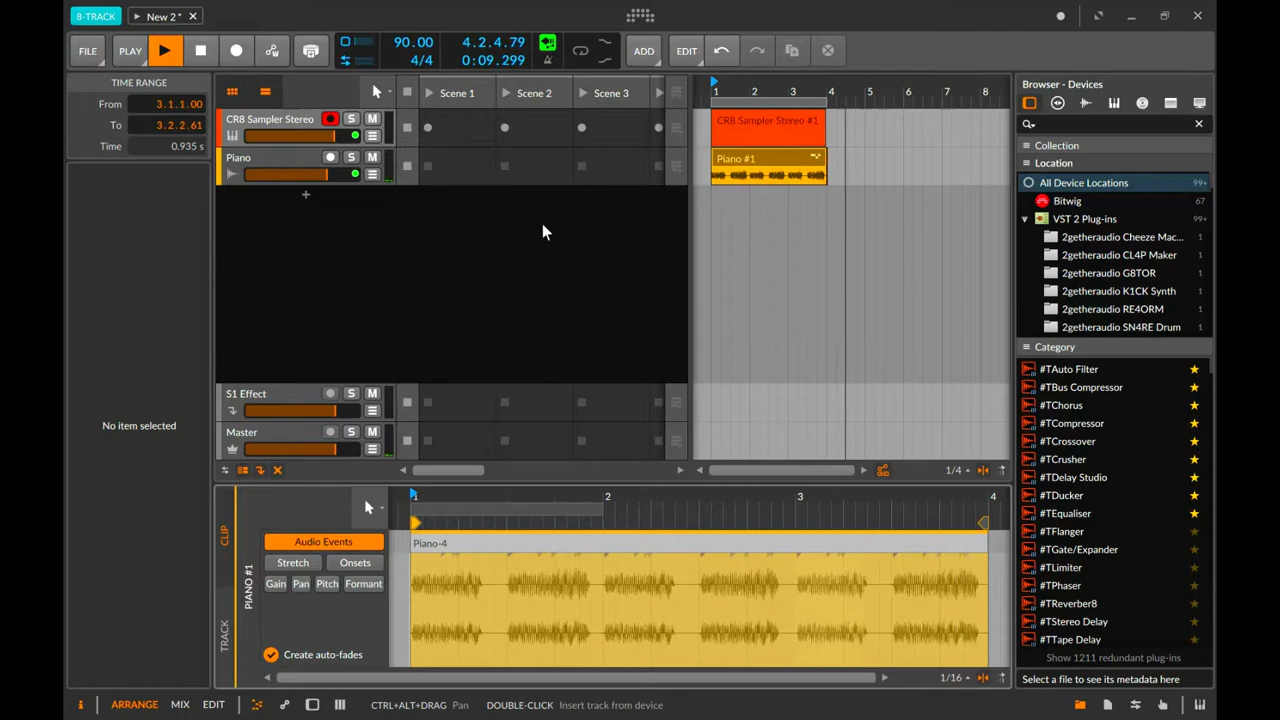 8-TRACK
New 2*
FILE
PLAY
90.00
4/4
4.2.4.79
0:09.299
ADD
EDIT
TIME RANGE
From 3.1.1.00
To 3.2.2.61
Time 0.935 s
No item selected
Scene 1
Scene 2
Scene 3
CR8 Sampler Stereo
S
M
Piano
S
M
+
S1 Effect
S
M
Master
S
M
1 2 3 4 5 6 7 8
CR8 Sampler Stereo #1
Piano #1
1/4
Browser - Devices
Collection
Location
All Device Locations 99+
Bitwig 67
VST 2 Plug-ins 99+
2getheraudio Cheeze Mac... 1
2getheraudio CL4P Maker 1
2getheraudio G8TOR 1
2getheraudio K1CK Synth 1
2getheraudio RE4ORM 1
2getheraudio SN4RE Drum 1
Category
#TAuto Filter
#TBus Compressor
#TChorus
#TCompressor
#TCrossover
#TCrusher
#TDelay Studio
#TDucker
#TEqualiser
#TFlanger
#TGate/Expander
#TLimiter
#TPhaser
#TReverber8
#TStereo Delay
#TTape Delay
Show 1211 redundant plug-ins
Select a file to see its metadata here
CLIP
TRACK
PIANO #1
Audio Events
Stretch
Onsets
Gain
Pan
Pitch
Formant
Create auto-fades
1 2 3 4
Piano-4
1/16
ARRANGE
MIX
EDIT
CTRL+ALT+DRAG Pan
DOUBLE-CLICK Insert track from device